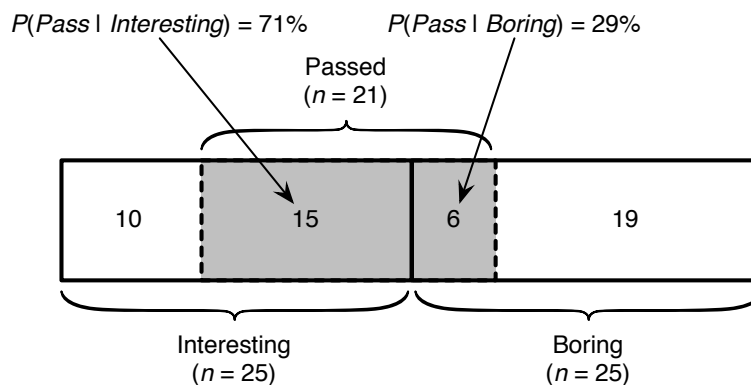 P(Pass | Interesting) = 71%
P(Pass | Boring) = 29%
Passed
(n = 21)
10
15
6
19
Interesting
(n = 25)
Boring
(n = 25)